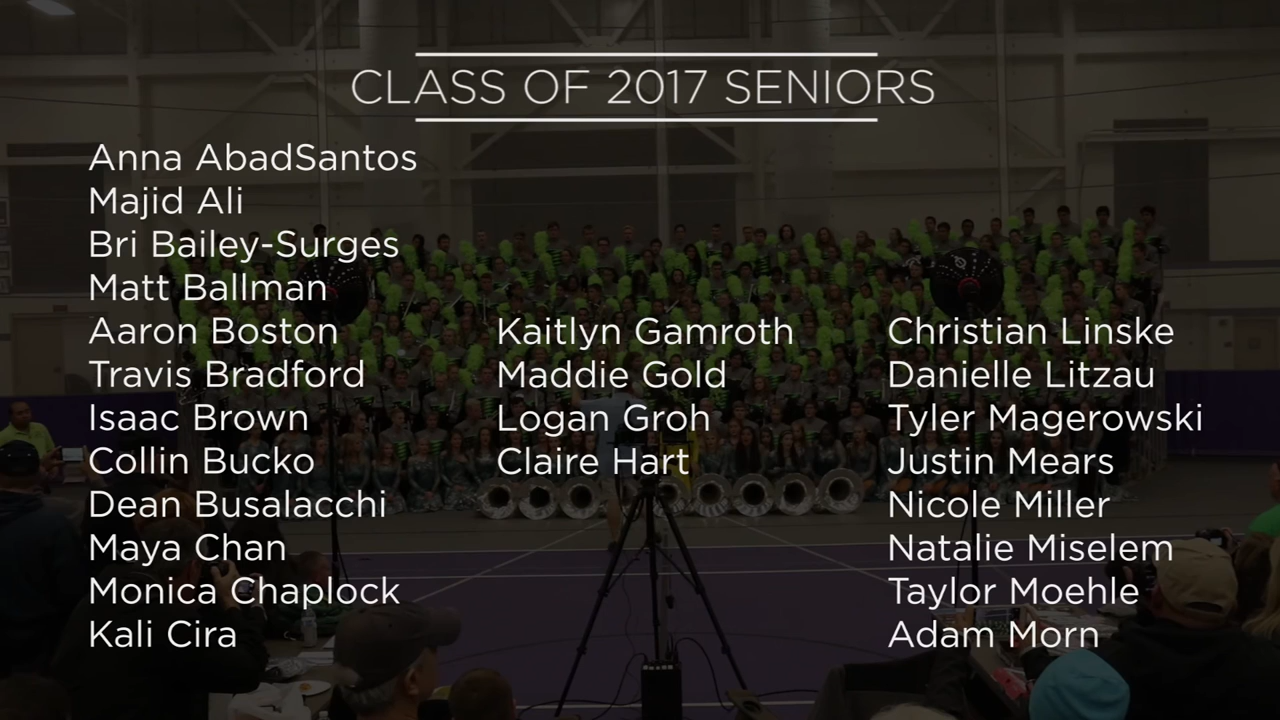 CLASS OF 2017 SENIORS
Anna AbadSantos
Majid Ali
Bri Bailey-Surges
Matt Ballman
Aaron Boston
Travis Bradford
Isaac Brown
Collin Bucko
Dean Busalacchi
Maya Chan
Monica Chaplock
Kali Cira
Kaitlyn Gamroth
Maddie Gold
Logan Groh
Claire Hart
Christian Linske
Danielle Litzau
Tyler Magerowski
Justin Mears
Nicole Miller
Natalie Miselem
Taylor Moehle
Adam Morn